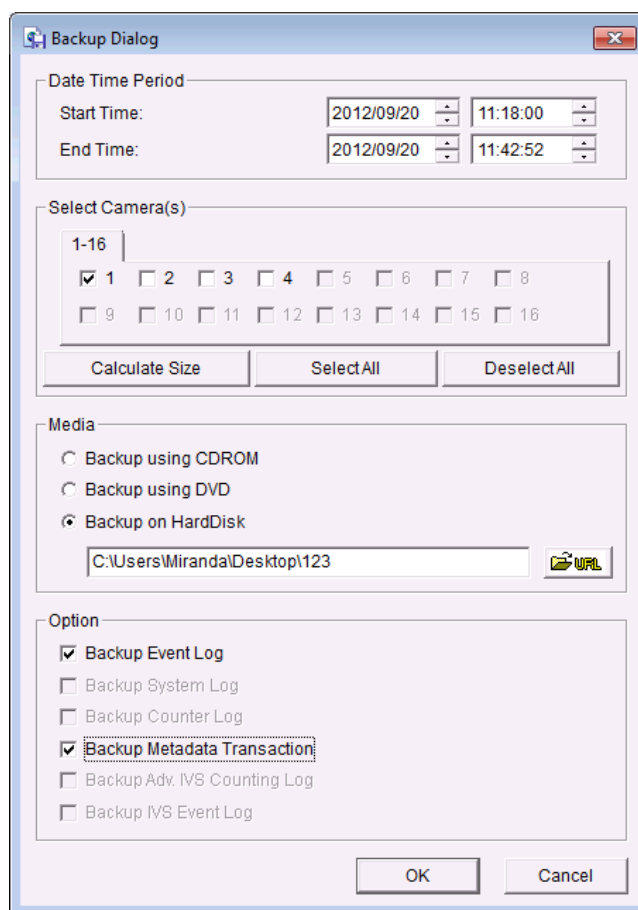 Backup Dialog
Date Time Period
Start Time: 2012/09/20 11:18:00
End Time: 2012/09/20 11:42:52
Select Camera(s)
1-16
1 2 3 4 5 6 7 8
9 10 11 12 13 14 15 16
Calculate Size Select All Deselect All
Media
Backup using CDROM
Backup using DVD
Backup on HardDisk
C:\Users\Miranda\Desktop\123 URL
Option
Backup Event Log
Backup System Log
Backup Counter Log
Backup Metadata Transaction
Backup Adv. IVS Counting Log
Backup IVS Event Log
OK Cancel